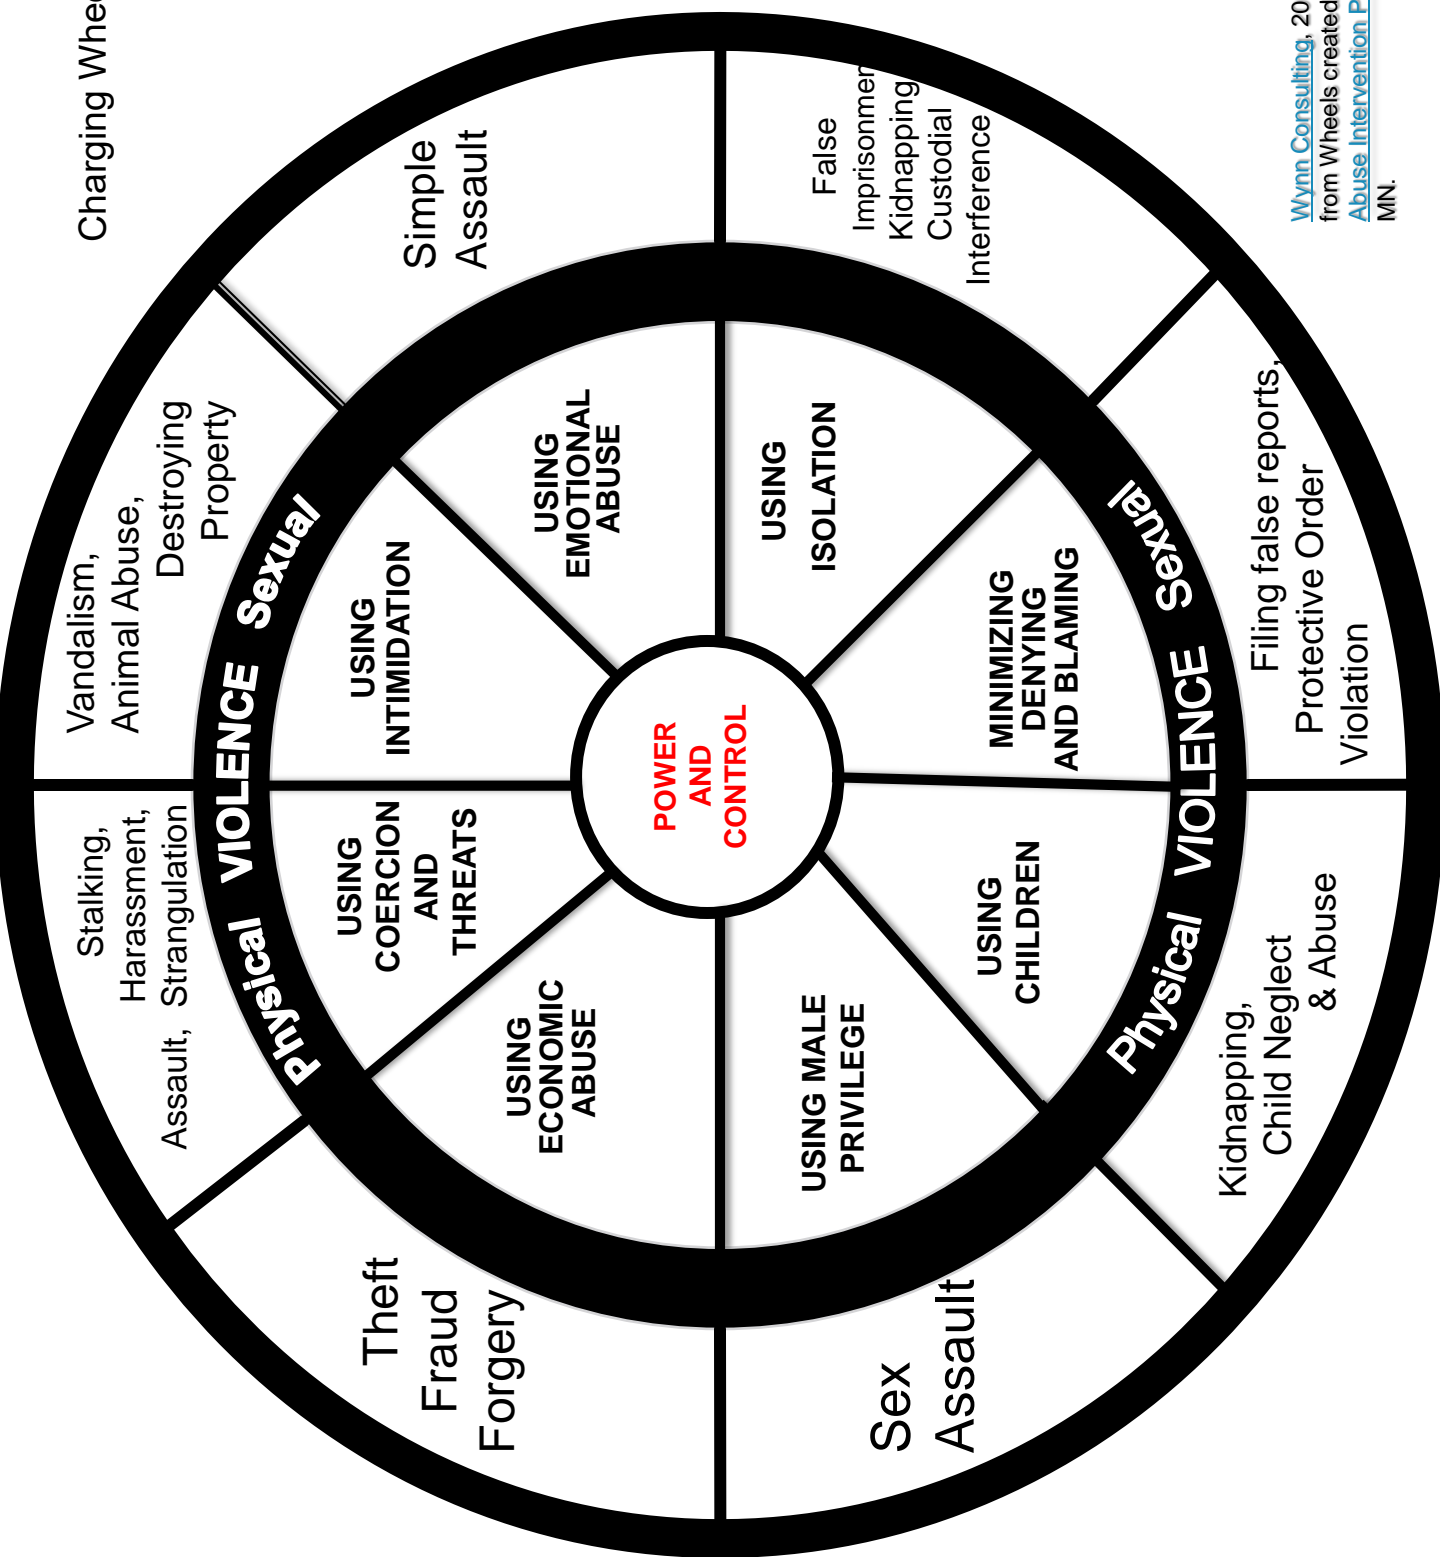 Charging Whee
Stalking,
Harassment,
Assault, Strangulation
Vandalism,
Animal Abuse,
Destroying
Property
Physical VIOLENCE Sexual
Theft
Fraud
Forgery
Simple
Assault
USING
COERCION
AND
THREATS
USING
INTIMIDATION
USING
ECONOMIC
ABUSE
USING
EMOTIONAL
ABUSE
POWER
AND
CONTROL
USING MALE
PRIVILEGE
USING
ISOLATION
USING
CHILDREN
MINIMIZING
DENYING
AND BLAMING
Sex
Assault
False
Imprisonmen
Kidnapping
Custodial
Interference
Physical VIOLENCE Sexual
Kidnapping,
Child Neglect
& Abuse
Filing false reports,
Protective Order
Violation
Wynn Consulting, 20
from Wheels created
Abuse Intervention P
MN.